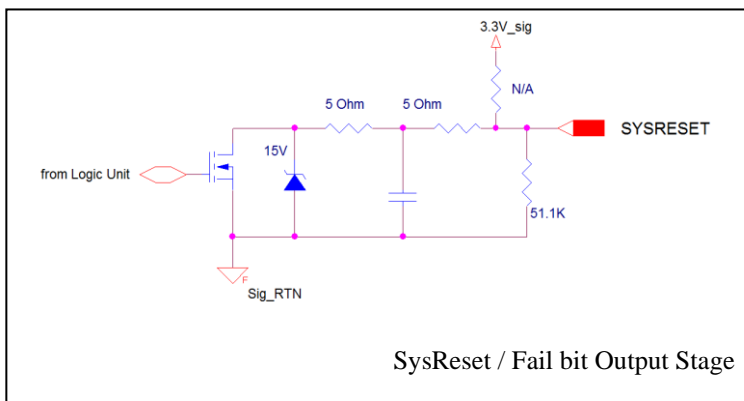 3.3V_sig
N/A
5 Ohm
5 Ohm
SYSRESET
15V
from Logic Unit
51.1K
F
Sig_RTN
SysReset / Fail bit Output Stage